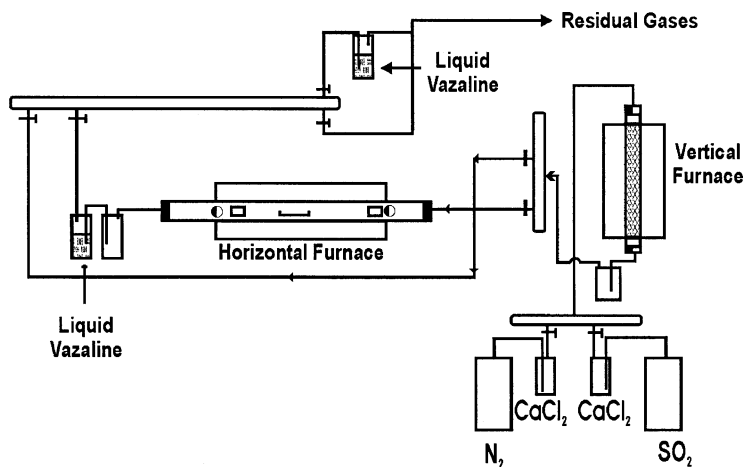 Residual Gases
Liquid
Vazaline
Vertical
Furnace
Horizontal Furnace
Liquid
Vazaline
CaCl₂ CaCl₂
N₂
SO₂